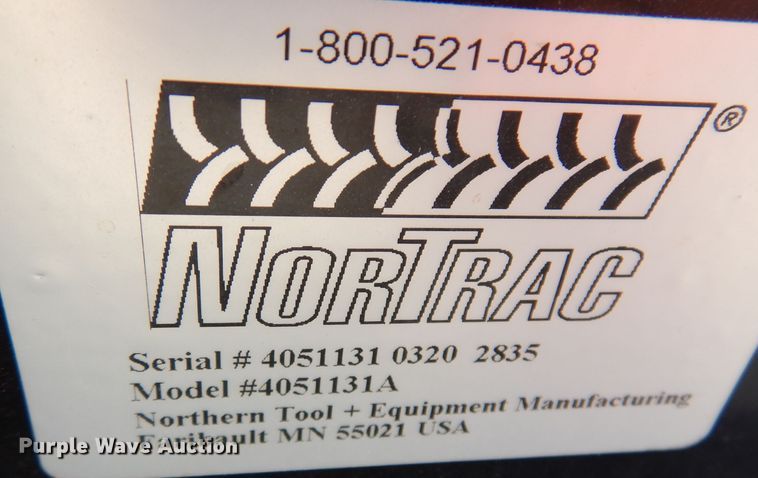 1-800-521-0438
®
NORTRAC
Serial # 4051131 0320 2835
Model #4051131A
Northern Tool + Equipment Manufacturing
MN 55021 USA
Purple Wave Auction